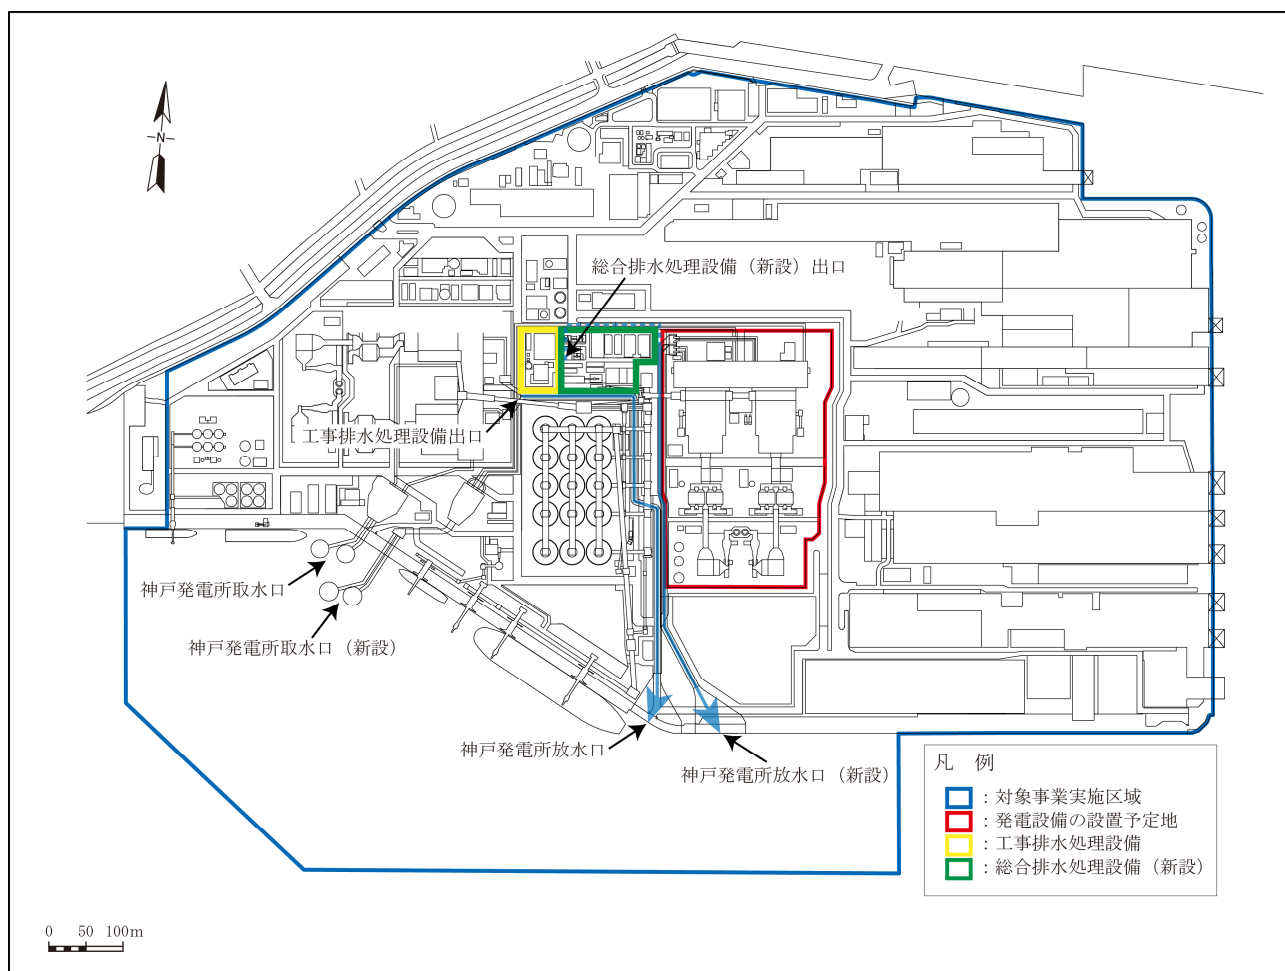 N
総合排水処理設備（新設）出口
工事排水処理設備出口
神戸発電所取水口
神戸発電所取水口（新設）
神戸発電所放水口
神戸発電所放水口（新設）
凡　例
：対象事業実施区域
：発電設備の設置予定地
：工事排水処理設備
：総合排水処理設備（新設）
0 50 100m